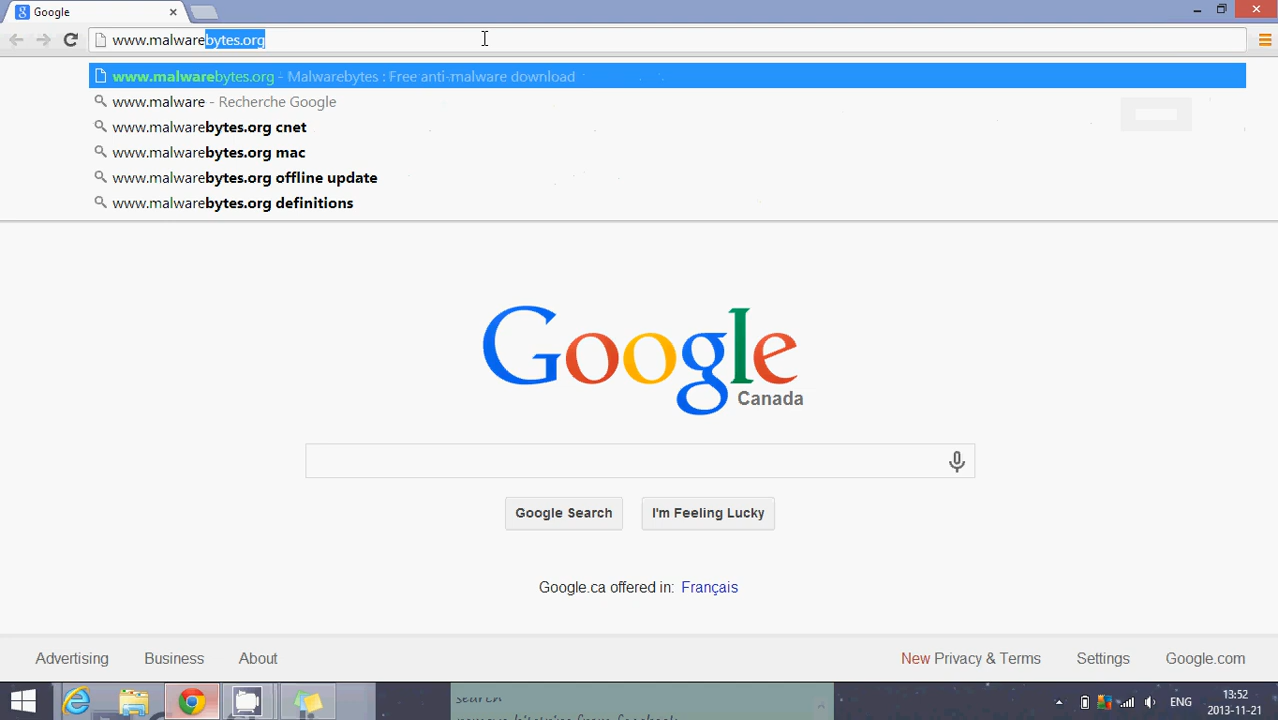 Google
www.malwarebytes.org
www.malwarebytes.org - Malwarebytes : Free anti-malware download
www.malware - Recherche Google
www.malwarebytes.org cnet
www.malwarebytes.org mac
www.malwarebytes.org offline update
www.malwarebytes.org definitions
Google
Canada
Google Search I'm Feeling Lucky
Google.ca offered in: Français
Advertising Business About New Privacy & Terms Settings Google.com
search
ENG
13:52
2013-11-21